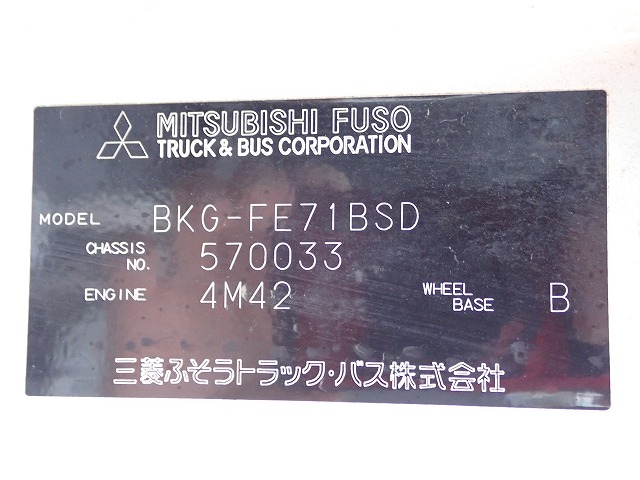 MITSUBISHI FUSO
TRUCK & BUS CORPORATION
MODEL BKG-FE71BSD
CHASSIS NO. 570033
ENGINE 4M42 WHEEL BASE B
三菱ふそうトラック・バス株式会社